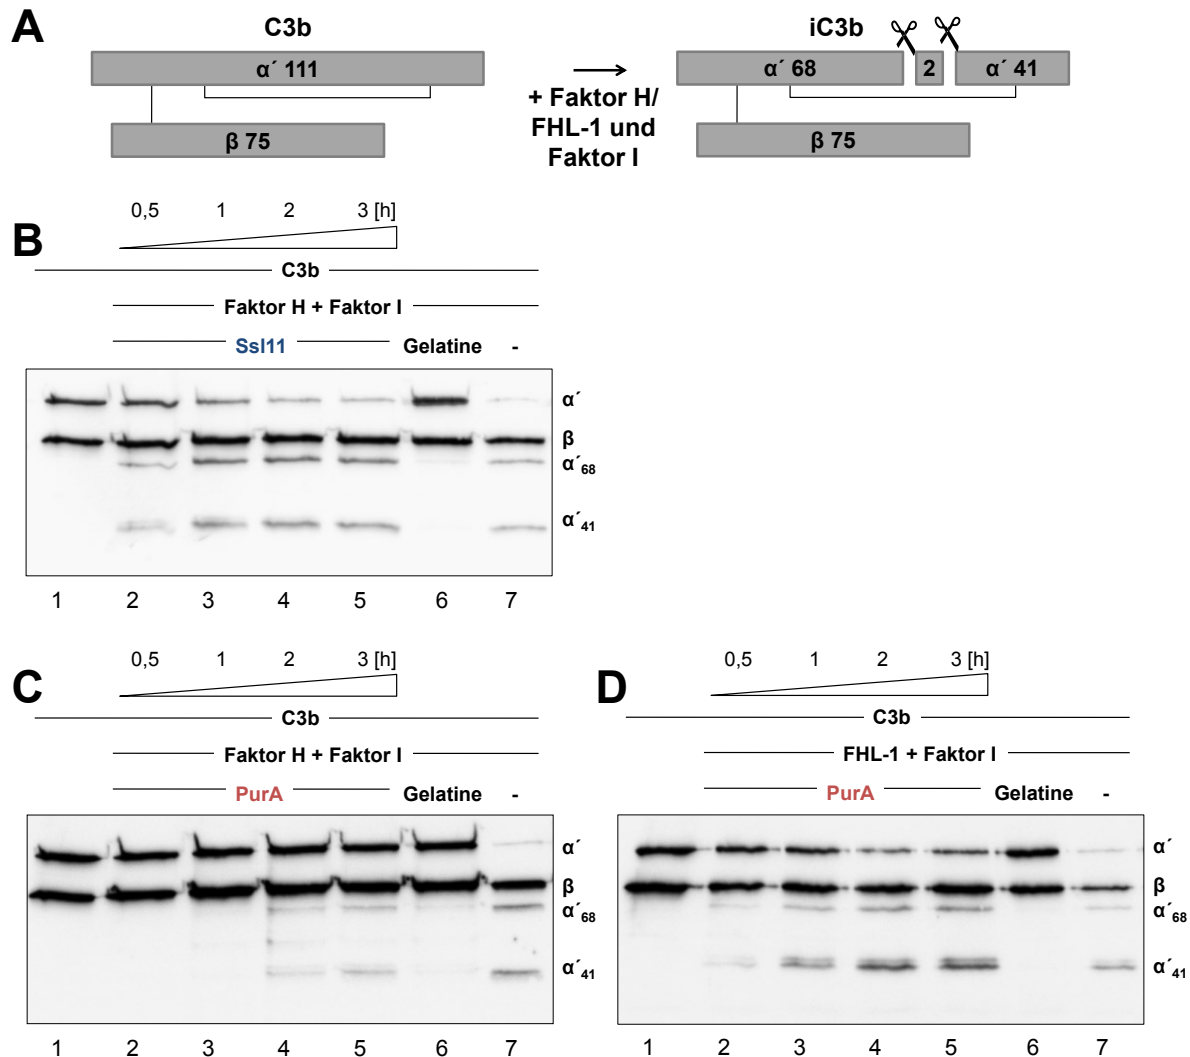 A
C3b
iC3b
α´ 111
α´ 68
2
α´ 41
+ Faktor H/
FHL-1 und
Faktor I
β 75
β 75
B
0,5 1 2 3 [h]
C3b
Faktor H + Faktor I
Ssl11 Gelatine -
α´
β
α´68
α´41
1 2 3 4 5 6 7
C
0,5 1 2 3 [h]
C3b
Faktor H + Faktor I
PurA Gelatine -
α´
β
α´68
α´41
1 2 3 4 5 6 7
D
0,5 1 2 3 [h]
C3b
FHL-1 + Faktor I
PurA Gelatine -
α´
β
α´68
α´41
1 2 3 4 5 6 7